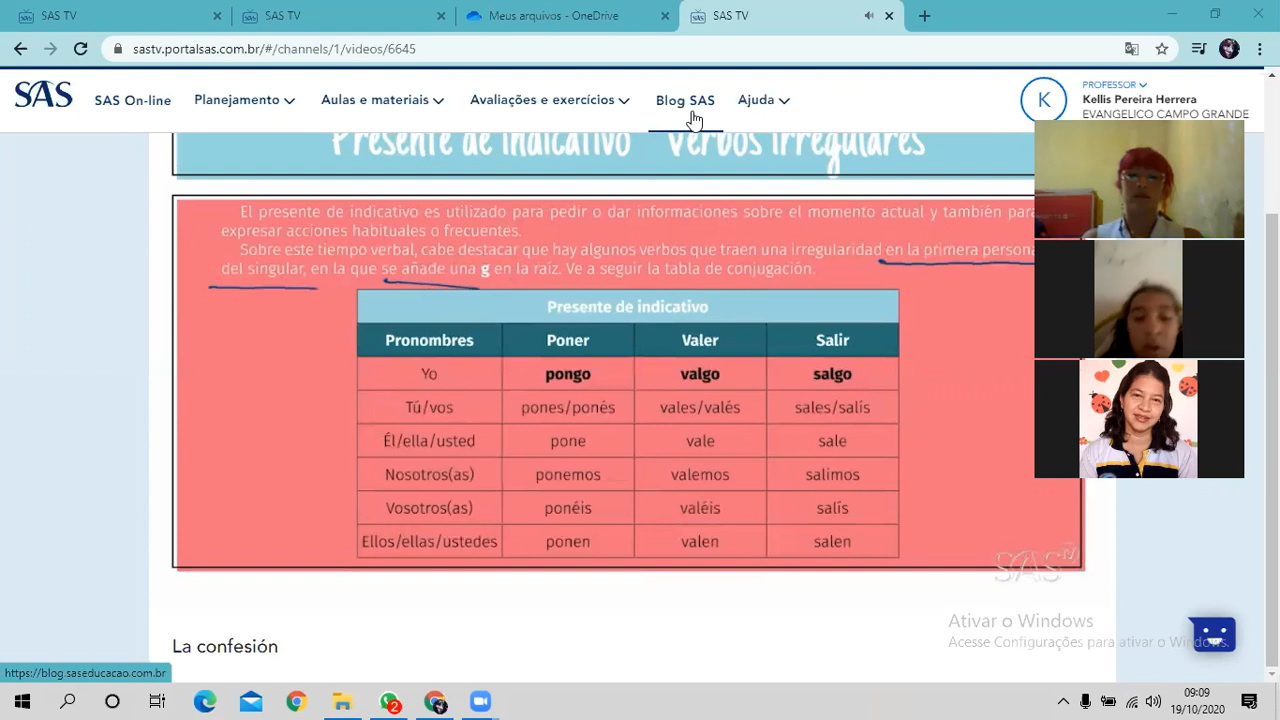 SAS TV
SAS TV
Meus arquivos - OneDrive
SAS TV
sastv.portalsas.com.br/#/channels/1/videos/6645
SAS
SAS On-line
Planejamento
Aulas e materiais
Avaliações e exercícios
Blog SAS
Ajuda
K
PROFESSOR
Kellis Pereira Herrera
EVANGELICO CAMPO GRANDE
Presente de indicativo Verbos irregulares
El presente de indicativo es utilizado para pedir o dar informaciones sobre el momento actual y también para
expresar acciones habituales o frecuentes.
Sobre este tiempo verbal, cabe destacar que hay algunos verbos que traen una irregularidad en la primera persona
del singular, en la que se añade una g en la raíz. Ve a seguir la tabla de conjugación.
Presente de indicativo
Pronombres Poner Valer Salir
Yo pongo valgo salgo
Tú/vos pones/ponés vales/valés sales/salís
Él/ella/usted pone vale sale
Nosotros(as) ponemos valemos salimos
Vosotros(as) ponéis valéis salís
Ellos/ellas/ustedes ponen valen salen
SAS TV
La confesión
Ativar o Windows
Acesse Configurações para ativar o Windows.
https://blog.saseducacao.com.br
2
09:09
19/10/2020